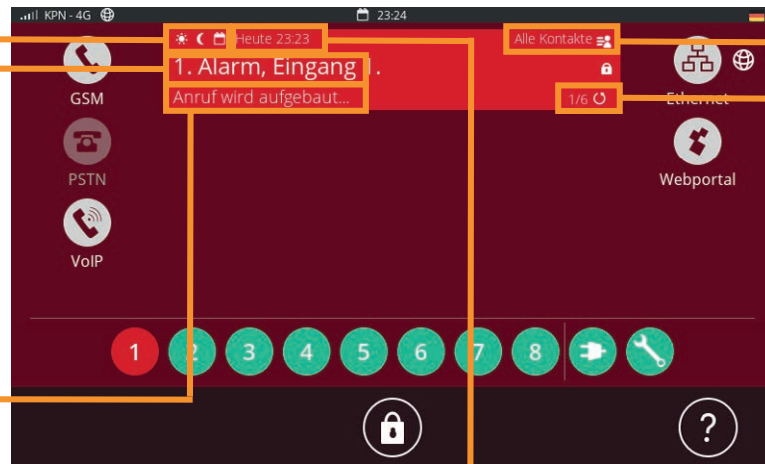 KPN - 4G 23:24
Heute 23:23 Alle Kontakte
1. Alarm, Eingang 1.
Anruf wird aufgebaut... 1/6
GSM Ethernet
PSTN Webportal
VoIP
1 2 3 4 5 6 7 8
?